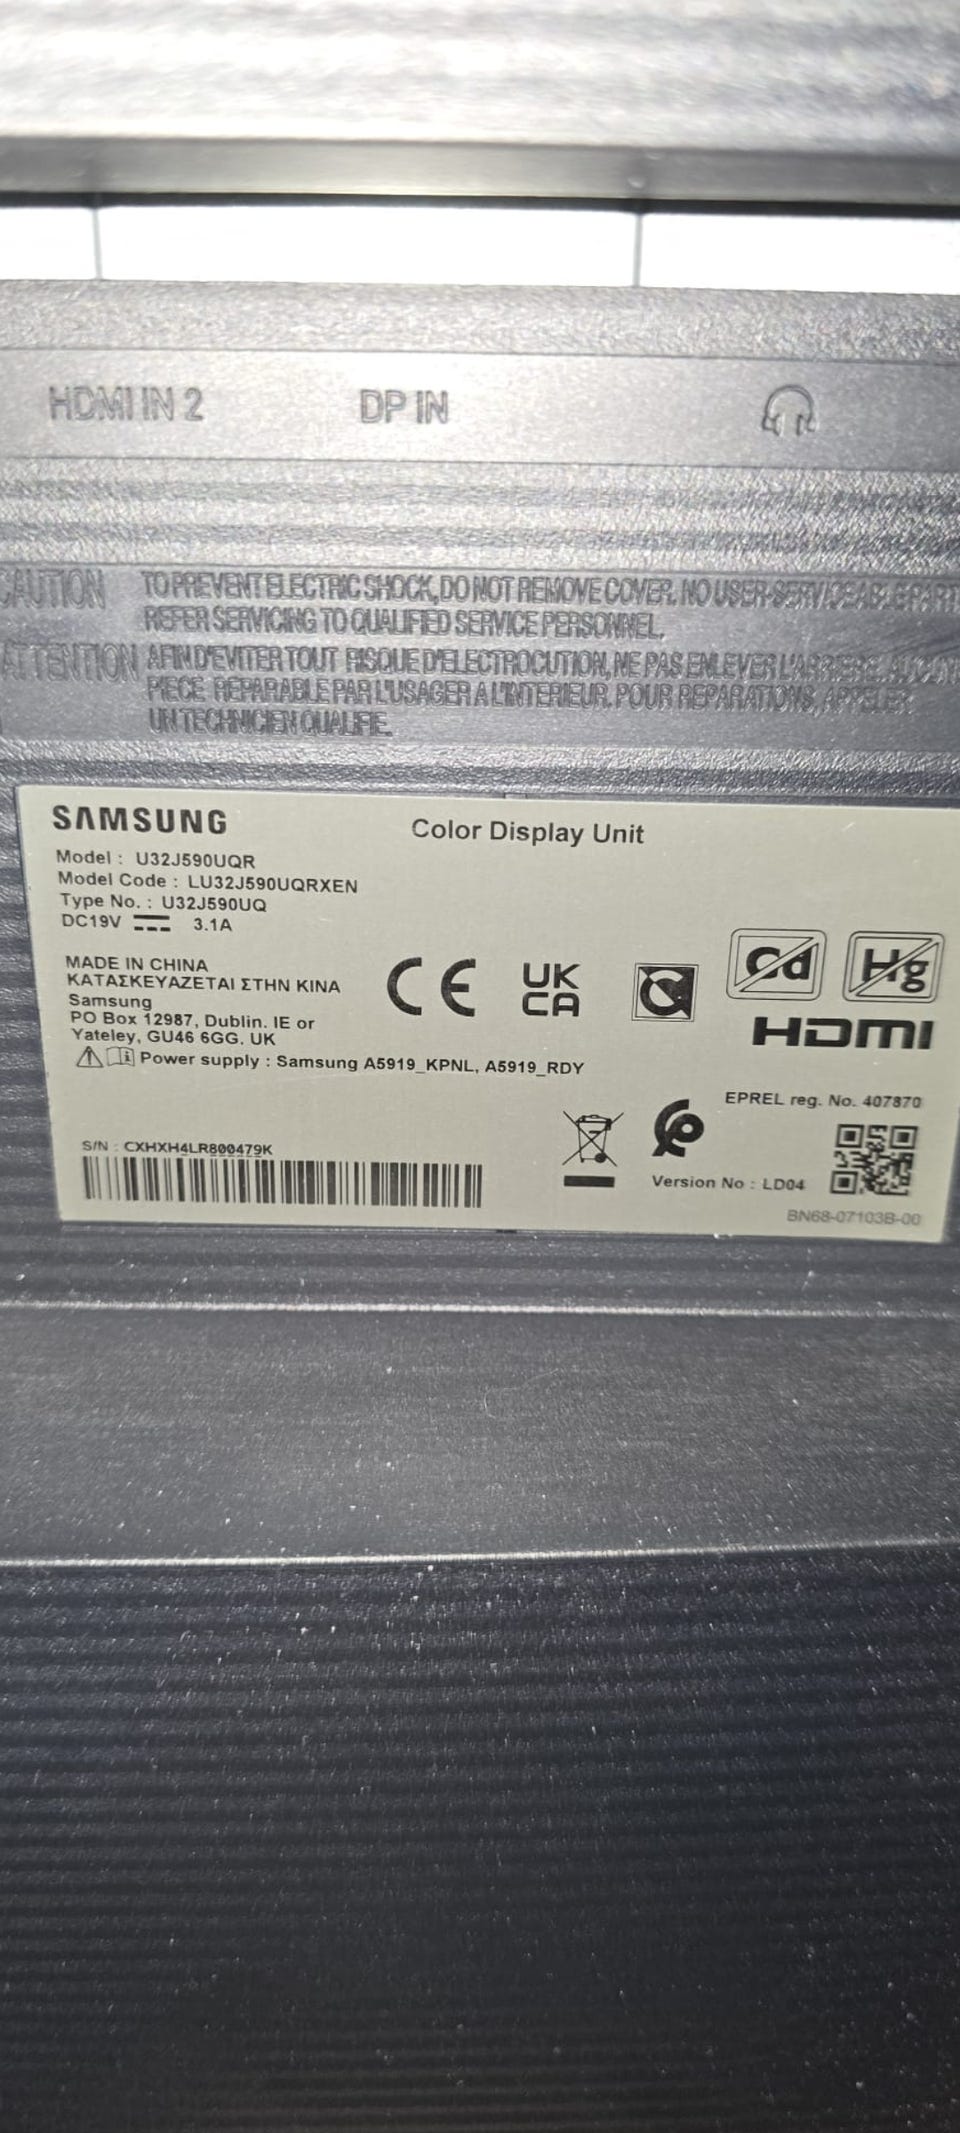 HDMI IN 2 DP IN
CAUTION TO PREVENT ELECTRIC SHOCK, DO NOT REMOVE COVER. NO USER-SERVICEABLE PART
REFER SERVICING TO QUALIFIED SERVICE PERSONNEL.
ATTENTION AFIN D'EVITER TOUT RISQUE D'ELECTROCUTION, NE PAS ENLEVER L'ARRIERE. AUCUN
PIECE REPARABLE PAR L'USAGER A L'INTERIEUR. POUR REPARATIONS, APPELER
UN TECHNICIEN QUALIFIE.
SAMSUNG
Color Display Unit
Model : U32J590UQR
Model Code : LU32J590UQRXEN
Type No. : U32J590UQ
DC19V 3.1A
MADE IN CHINA
ΚΑΤΑΣΚΕΥΑΖΕΤΑΙ ΣΤΗΝ ΚΙΝΑ
Samsung
PO Box 12987, Dublin. IE or
Yateley, GU46 6GG. UK
Power supply : Samsung A5919_KPNL, A5919_RDY
CE
UK
CA
Cd Hg
HDMI
EPREL reg. No. 407870
S/N : CXHXH4LR800479K
Version No : LD04
BN68-07103B-00